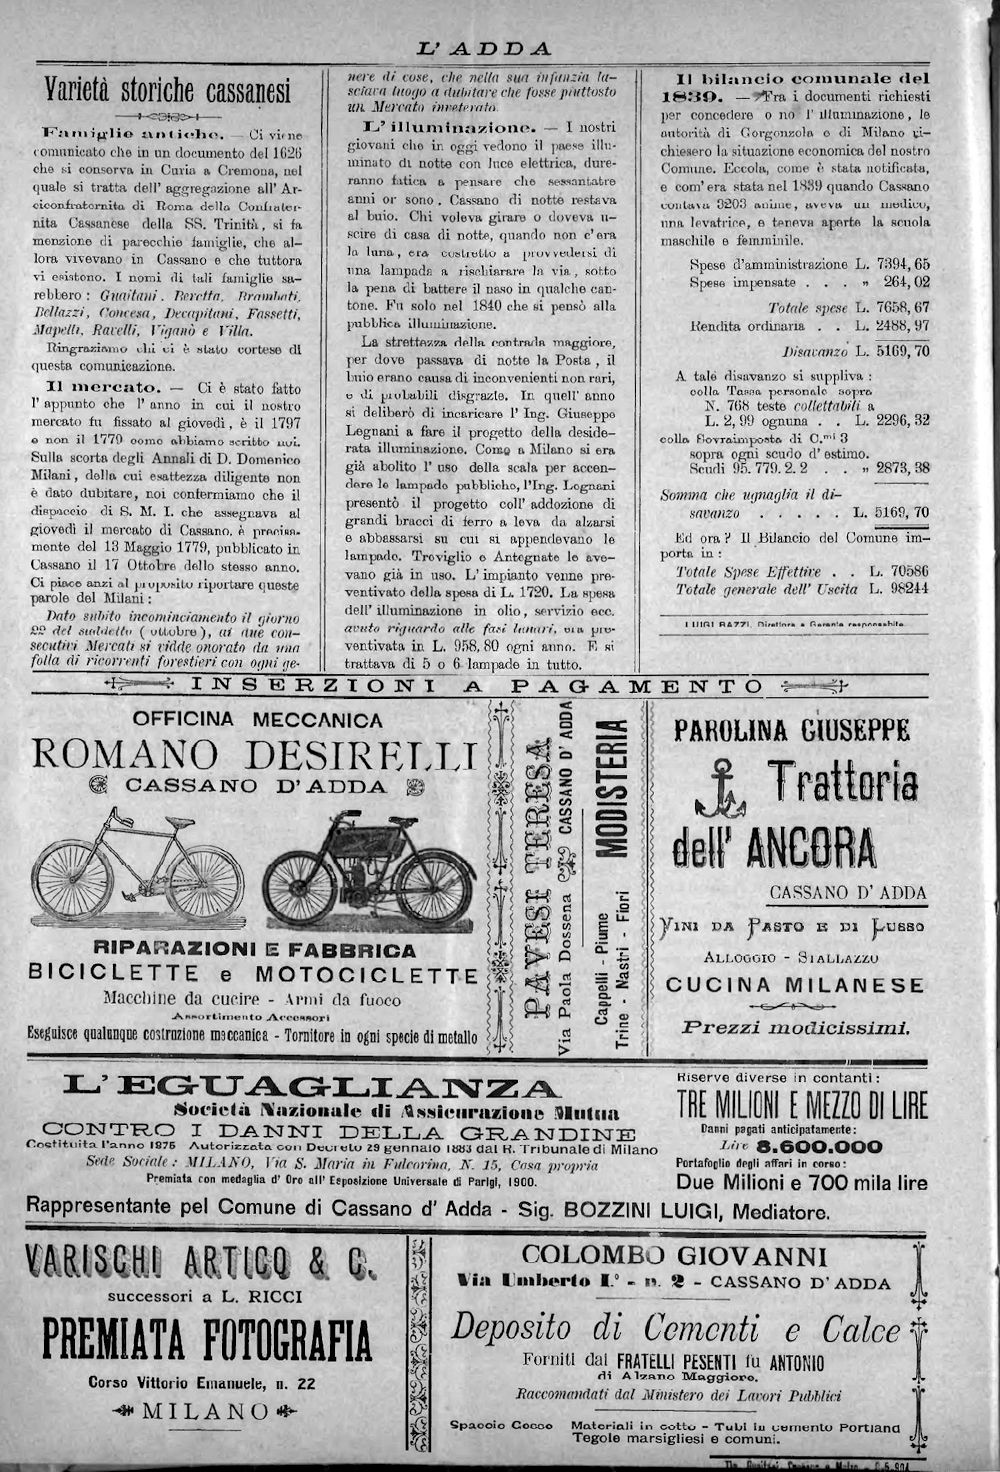 L'ADDA
Varietà storiche cassanesi
Famiglie antiche. — Ci viene
comunicato che in un documento del 1626
che si conserva in Curia a Cremona, nel
quale si tratta dell' aggregazione all' Ar-
ciconfraternita di Roma della Confrater-
nita Cassanese della SS. Trinità, si fa
menzione di parecchie famiglie, che al-
lora vivevano in Cassano e che tuttora
vi esistono. I nomi di tali famiglie sa-
rebbero : Guaitani, Beretta, Brambati,
Bellazzi, Concesa, Decapitani, Fassetti,
Mapelli, Ravelli, Viganò e Villa.
Ringraziamo chi ci è stato cortese di
questa comunicazione.
Il mercato. — Ci è stato fatto
l' appunto che l' anno in cui il nostro
mercato fu fissato al giovedì, è il 1797
e non il 1779 come abbiamo scritto noi.
Sulla scorta degli Annali di D. Domenico
Milani, della cui esattezza diligente non
è dato dubitare, noi confermiamo che il
dispaccio di S. M. I. che assegnava al
giovedì il mercato di Cassano, è precisa-
mente del 13 Maggio 1779, pubblicato in
Cassano il 17 Ottobre dello stesso anno.
Ci piace anzi al proposito riportare queste
parole del Milani :
Dato subito incominciamento il giorno
22 del suddetto ( ottobre ), ai due con-
secutivi Mercati si vidde onorato da una
folla di ricorrenti forestieri con ogni ge-
nere di cose, che nella sua infanzia la-
sciava luogo a dubitare che fosse piuttosto
un Mercato inveterato.
L' illuminazione. — I nostri
giovani che in oggi vedono il paese illu-
minato di notte con luce elettrica, dure-
ranno fatica a pensare che sessantatre
anni or sono, Cassano di notte restava
al buio. Chi voleva girare o doveva u-
scire di casa di notte, quando non c'era
la luna, era costretto a provvedersi di
una lampada a rischiarare la via, sotto
la pena di battere il naso in qualche can-
tone. Fu solo nel 1840 che si pensò alla
pubblica illuminazione.
La strettezza della contrada maggiore,
per dove passava di notte la Posta, il
buio erano causa di inconvenienti non rari,
e di probabili disgrazie. In quell' anno
si deliberò di incaricare l' Ing. Giuseppe
Legnani a fare il progetto della deside-
rata illuminazione. Come a Milano si era
già abolito l' uso della scala per accen-
dere le lampade pubbliche, l'Ing. Legnani
presentò il progetto coll' addozione di
grandi bracci di ferro a leva da alzarsi
e abbassarsi su cui si appendevano le
lampade. Treviglio e Antegnate le ave-
vano già in uso. L' impianto venne pre-
ventivato della spesa di L. 1720. La spesa
dell' illuminazione in olio, servizio ecc.
avuto riguardo alle fasi lunari, era pre-
ventivata in L. 958,80 ogni anno. E si
trattava di 5 o 6 lampade in tutto.
Il bilancio comunale del
1839. — Fra i documenti richiesti
per concedere o no l' illuminazione, le
autorità di Gorgonzola e di Milano ri-
chiesero la situazione economica del nostro
Comune. Eccola, come è stata notificata,
e com' era stata nel 1839 quando Cassano
contava 3203 anime, aveva un medico,
una levatrice, e teneva aperte la scuola
maschile e femminile.
Spese d'amministrazione L. 7394,65
Spese impensate . . . „ 264,02
Totale spese L. 7658,67
Rendita ordinaria . . L. 2488,97
Disavanzo L. 5169,70
A tale disavanzo si suppliva :
colla Tassa personale sopra
N. 768 teste collettabili a
L. 2,99 ognuna . . L. 2296,32
colla Sovraimposta di C.mi 3
sopra ogni scudo d' estimo.
Scudi 95. 779. 2. 2 . . „ 2873,38
Somma che uguaglia il di-
savanzo . . . . . L. 5169,70
Ed ora ? Il Bilancio del Comune im-
porta in :
Totale Spese Effettive . . L. 70586
Totale generale dell' Uscita L. 98244
LUIGI RAZZI, Direttore e Gerente responsabile.
INSERZIONI A PAGAMENTO
OFFICINA MECCANICA
ROMANO DESIRELLI
CASSANO D'ADDA
RIPARAZIONI E FABBRICA
BICICLETTE e MOTOCICLETTE
Macchine da cucire - Armi da fuoco
Assortimento Accessori
Eseguisce qualunque costruzione meccanica - Tornitore in ogni specie di metallo
PAVESI TERESA
Via Paola Dossena CASSANO D' ADDA
MODISTERIA
Cappelli - Piume
Trine - Nastri - Fiori
PAROLINA GIUSEPPE
Trattoria
dell' ANCORA
CASSANO D' ADDA
VINI DA PASTO E DI LUSSO
ALLOGGIO - STALLAZZO
CUCINA MILANESE
Prezzi modicissimi.
L'EGUAGLIANZA
Società Nazionale di Assicurazione Mutua
CONTRO I DANNI DELLA GRANDINE
Costituita l'anno 1875 Autorizzata con Decreto 29 gennaio 1883 dal R. Tribunale di Milano
Sede Sociale : MILANO, Via S. Maria in Fulcorina, N. 15, Casa propria
Premiata con medaglia d' Oro all' Esposizione Universale di Parigi, 1900.
Riserve diverse in contanti :
TRE MILIONI E MEZZO DI LIRE
Danni pagati anticipatamente :
Lire 8.600.000
Portafoglio degli affari in corso :
Due Milioni e 700 mila lire
Rappresentante pel Comune di Cassano d' Adda - Sig. BOZZINI LUIGI, Mediatore.
VARISCHI ARTICO & C.
successori a L. RICCI
PREMIATA FOTOGRAFIA
Corso Vittorio Emanuele, n. 22
MILANO
COLOMBO GIOVANNI
Via Umberto I.° - n. 2 - CASSANO D' ADDA
Deposito di Cementi e Calce
Forniti dai FRATELLI PESENTI fu ANTONIO
di Alzano Maggiore.
Raccomandati dal Ministero dei Lavori Pubblici
Spaccio Cocco Materiali in cotto - Tubi in cemento Portland
Tegole marsigliesi e comuni.